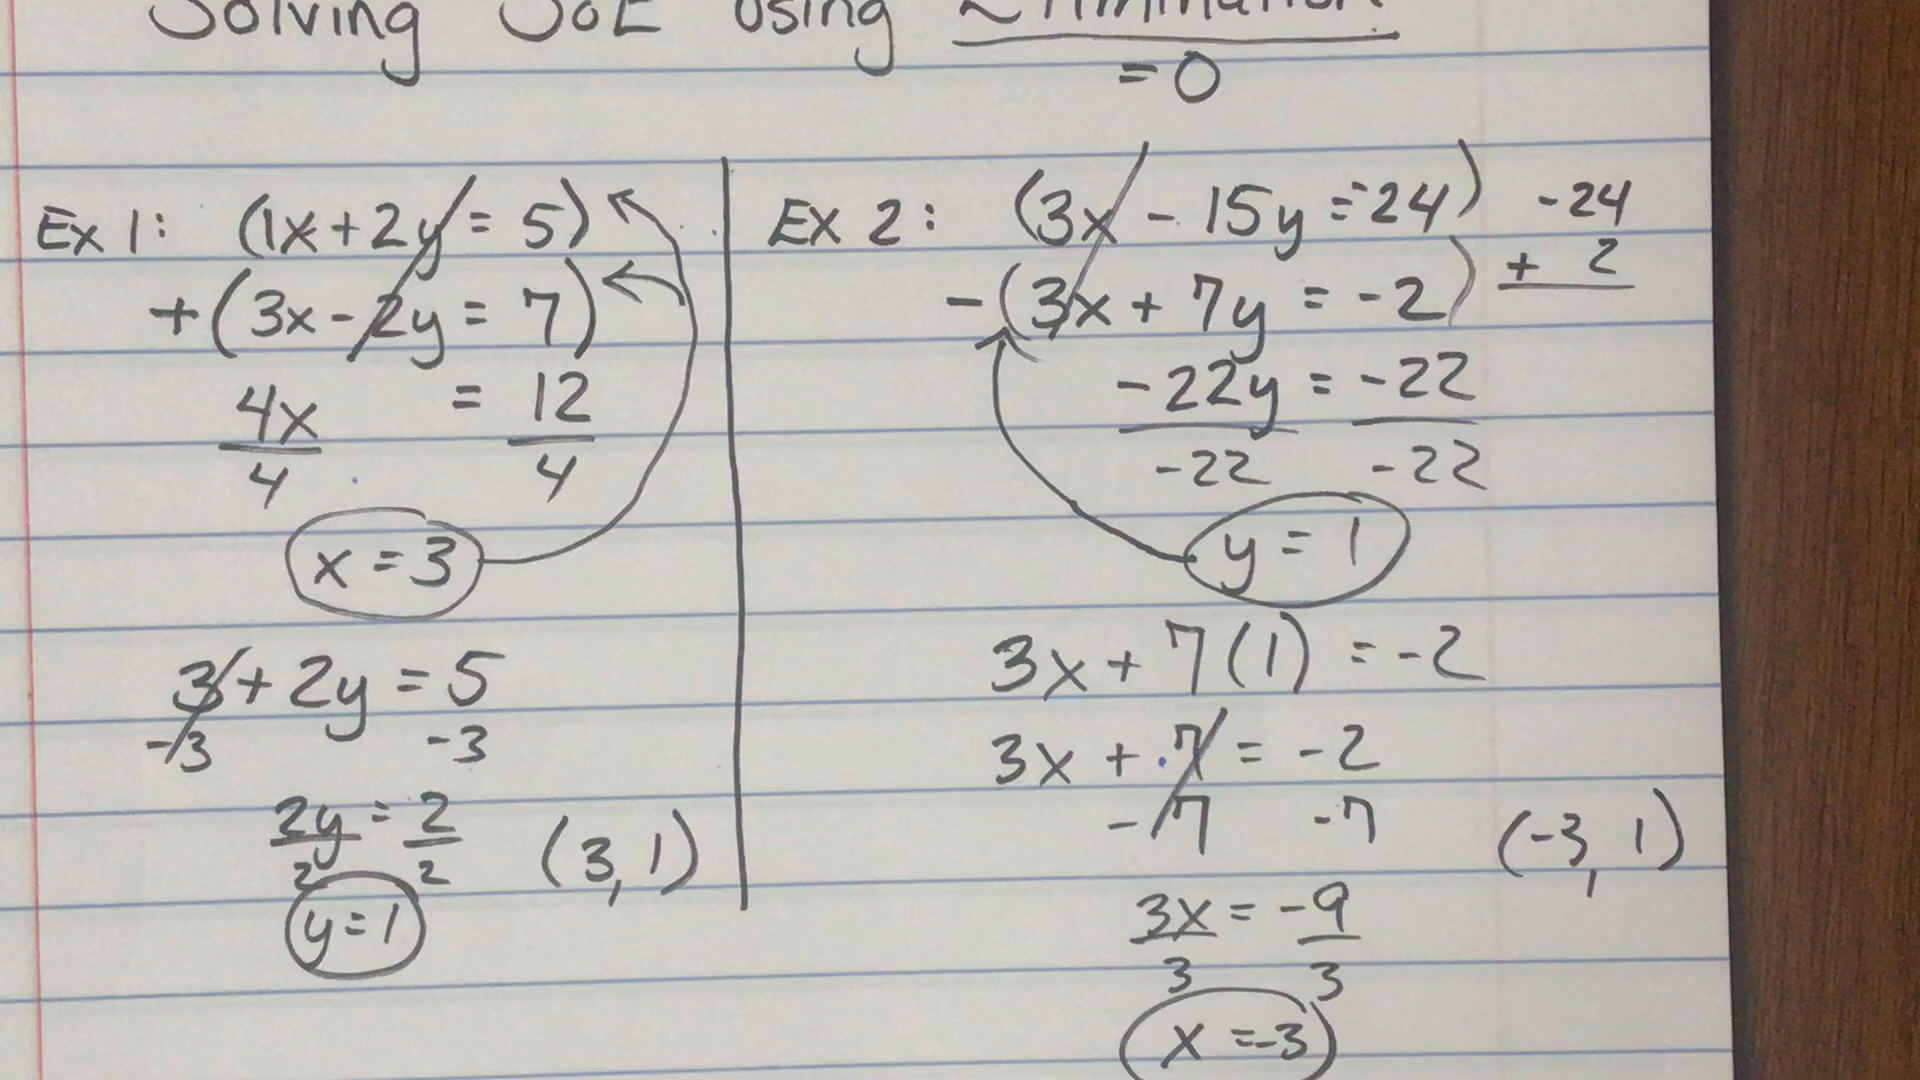 Solving SoE Using Elimination
= 0
Ex 1: (1x + 2y = 5)
+ (3x - 2y = 7)
4x = 12
4 4
x = 3
3 + 2y = 5
-3 -3
2y = 2
2 2
y = 1
(3, 1)
Ex 2: (3x - 15y = 24) -24
- (3x + 7y = -2) + 2
-22y = -22
-22 -22
y = 1
3x + 7(1) = -2
3x + 7 = -2
-7 -7
3x = -9
3 3
x = -3
(-3, 1)